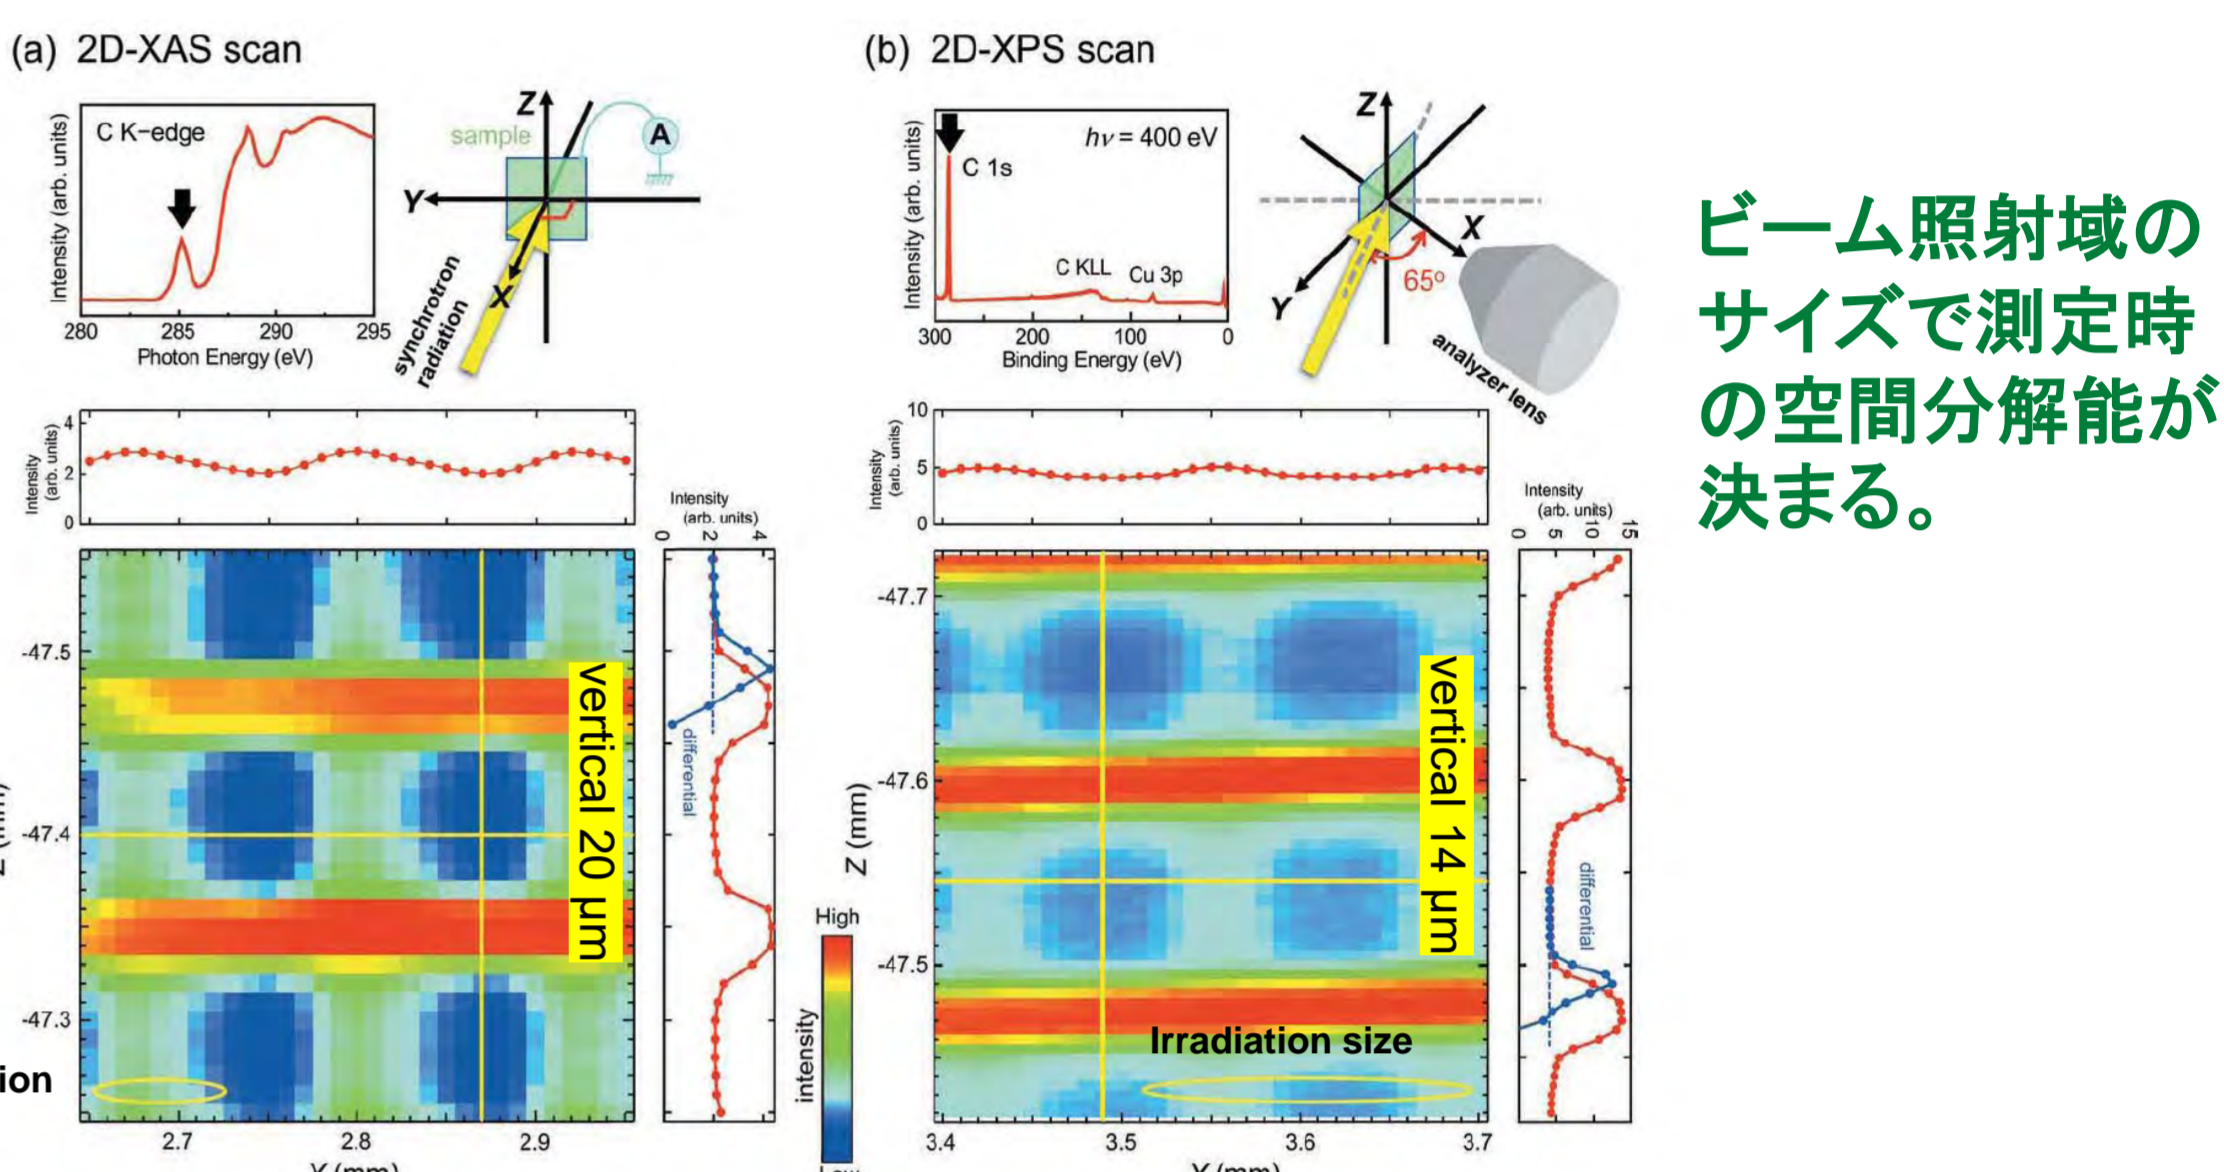 (a) 2D-XAS scan
C K-edge
Intensity (arb. units)
280 285 290 295
Photon Energy (eV)
Z
sample
A
Y
X
synchrotron
radiation
Intensity
(arb. units)
4
2
0
Intensity
(arb. units)
0 2 4
differential
vertical 20 µm
-47.5
-47.4
-47.3
2.7 2.8 2.9
High
intensity
(b) 2D-XPS scan
hν = 400 eV
C 1s
C KLL
Cu 3p
Intensity (arb. units)
300 200 100 0
Binding Energy (eV)
Z
X
Y
65°
analyzer lens
Intensity
(arb. units)
10
5
0
Intensity
(arb. units)
0 5 10 15
differential
vertical 14 µm
Irradiation size
Z (mm)
-47.7
-47.6
-47.5
3.4 3.5 3.6 3.7
ビーム照射域の
サイズで測定時
の空間分解能が
決まる。